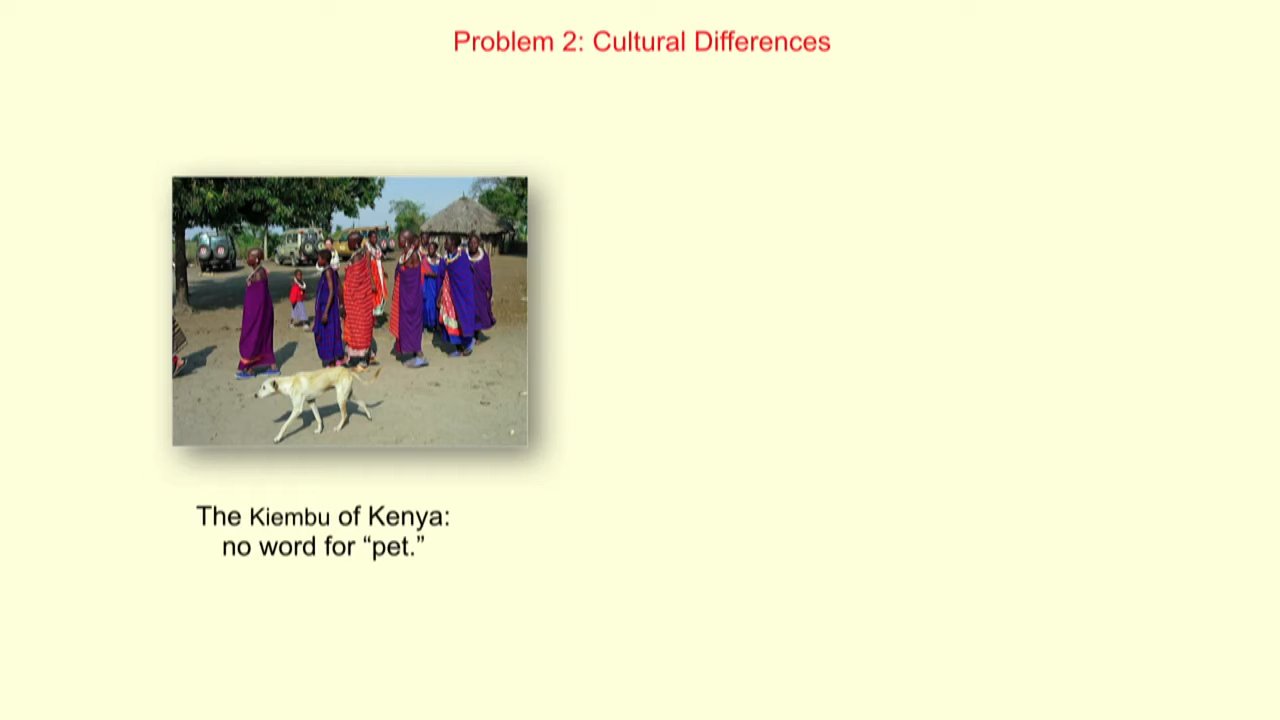 Problem 2: Cultural Differences
The Kiembu of Kenya:
no word for “pet.”